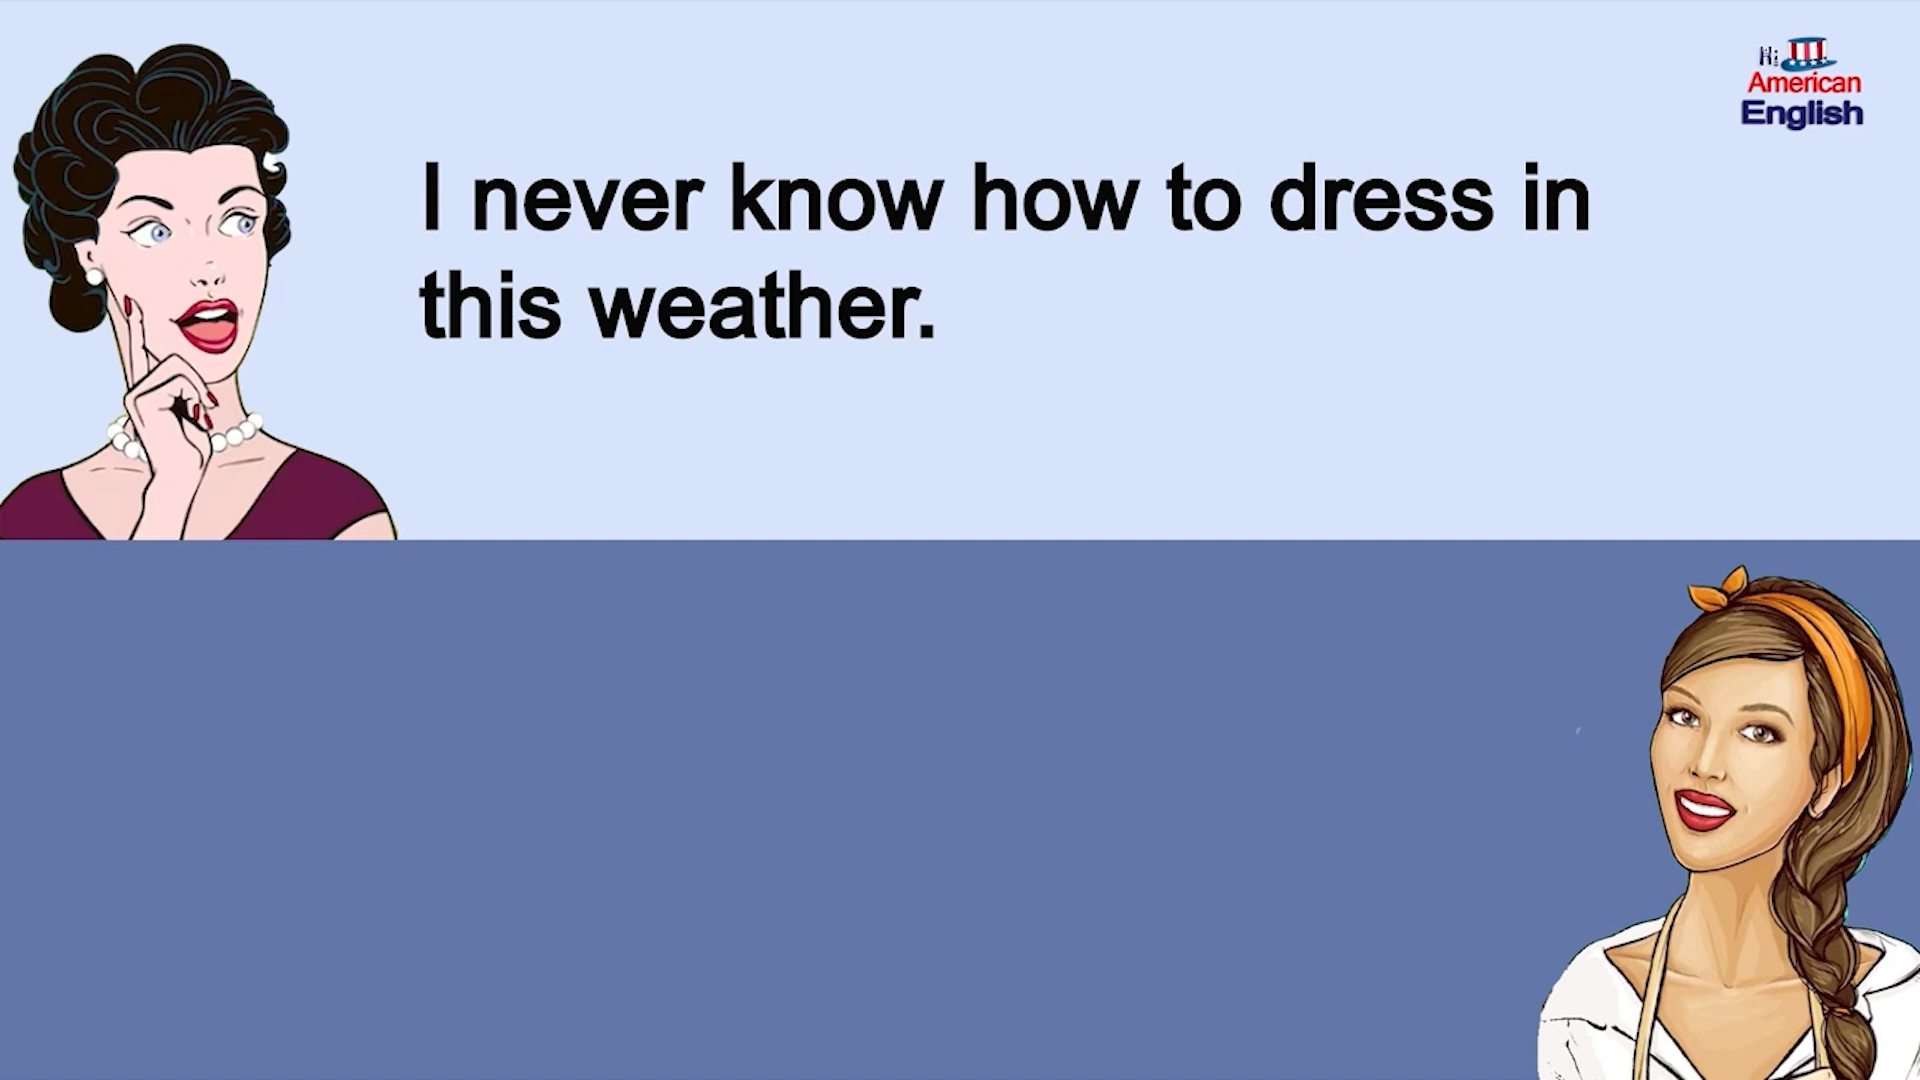 Hi
American
English
I never know how to dress in
this weather.